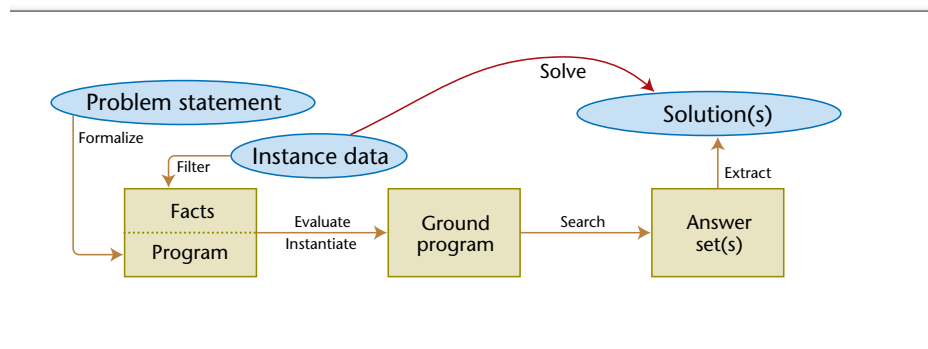 Solve
Problem statement
Solution(s)
Formalize
Instance data
Filter
Extract
Facts
Program
Evaluate
Instantiate
Ground
program
Search
Answer
set(s)